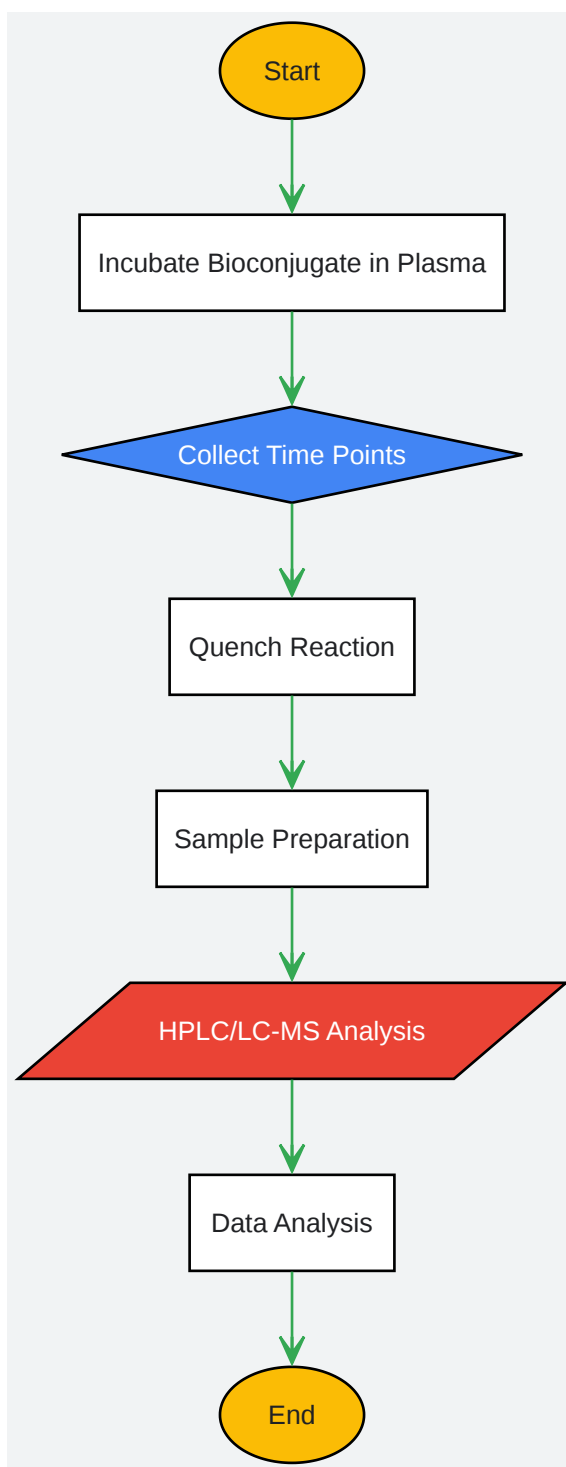 Start
Incubate Bioconjugate in Plasma
Collect Time Points
Quench Reaction
Sample Preparation
HPLC/LC-MS Analysis
Data Analysis
End